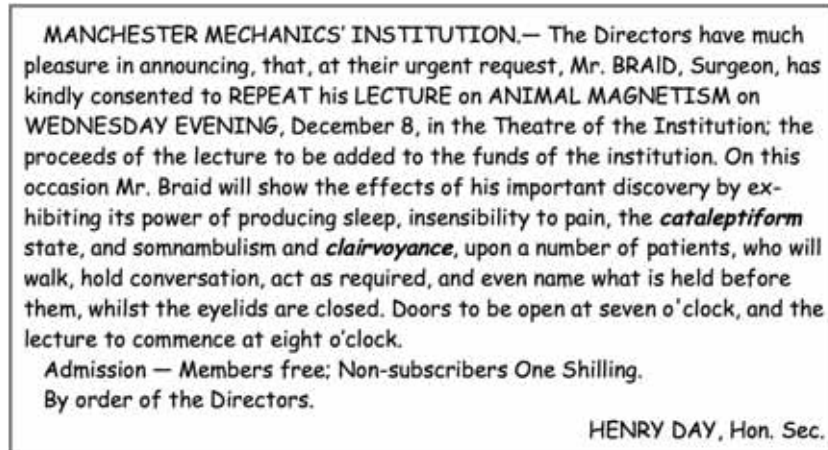 MANCHESTER MECHANICS' INSTITUTION.— The Directors have much
pleasure in announcing, that, at their urgent request, Mr. BRAID, Surgeon, has
kindly consented to REPEAT his LECTURE on ANIMAL MAGNETISM on
WEDNESDAY EVENING, December 8, in the Theatre of the Institution; the
proceeds of the lecture to be added to the funds of the institution. On this
occasion Mr. Braid will show the effects of his important discovery by ex-
hibiting its power of producing sleep, insensibility to pain, the cataleptiform
state, and somnambulism and clairvoyance, upon a number of patients, who will
walk, hold conversation, act as required, and even name what is held before
them, whilst the eyelids are closed. Doors to be open at seven o'clock, and the
lecture to commence at eight o'clock.
Admission — Members free; Non-subscribers One Shilling.
By order of the Directors.
HENRY DAY, Hon. Sec.